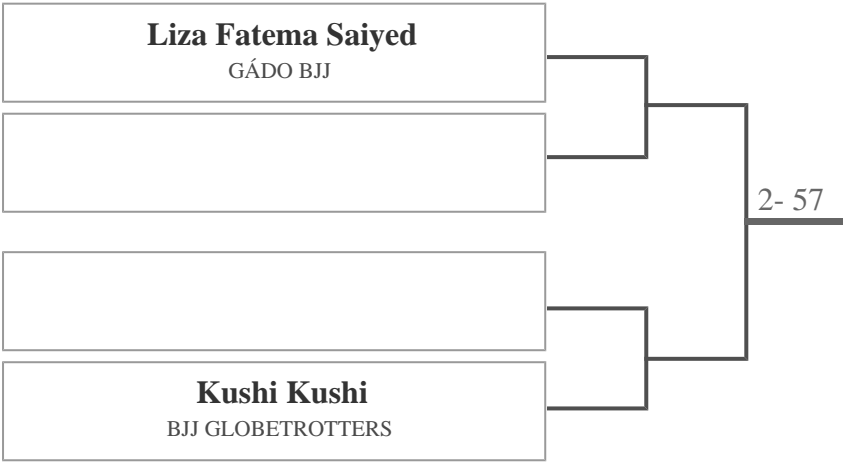 Liza Fatema Saiyed
GÁDO BJJ
2- 57
Kushi Kushi
BJJ GLOBETROTTERS